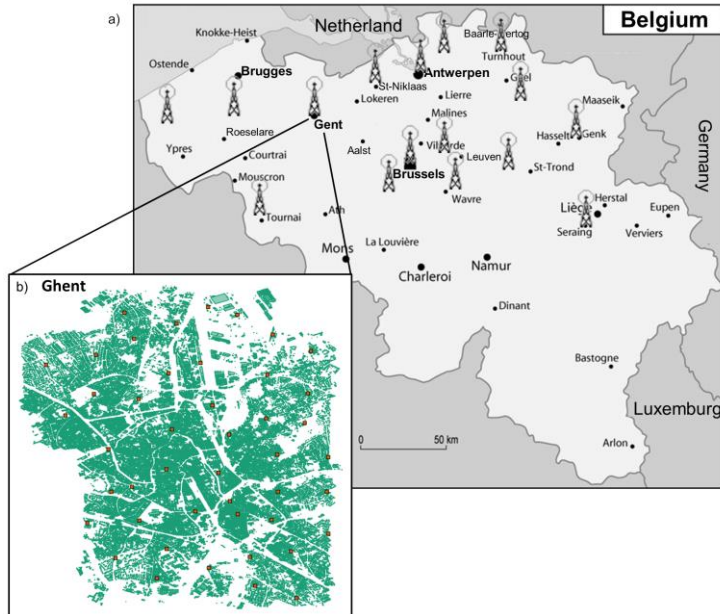 a)
Belgium
Netherland
Knokke-Heist
Baarle-Hertog
Turnhout
Ostende
Brugges
Antwerpen
Geel
St-Niklaas
Lokeren
Lierre
Maaseik
Gent
Malines
Roeselare
Hasselt
Genk
Ypres
Courtrai
Aalst
Vilvorde
Leuven
St-Trond
Brussels
Mouscron
Wavre
Germany
Tournai
Ath
Liège
Herstal
Eupen
Seraing
Verviers
Mons
La Louvière
Charleroi
Namur
b) Ghent
Dinant
Bastogne
Luxemburg
0
50 km
Arlon